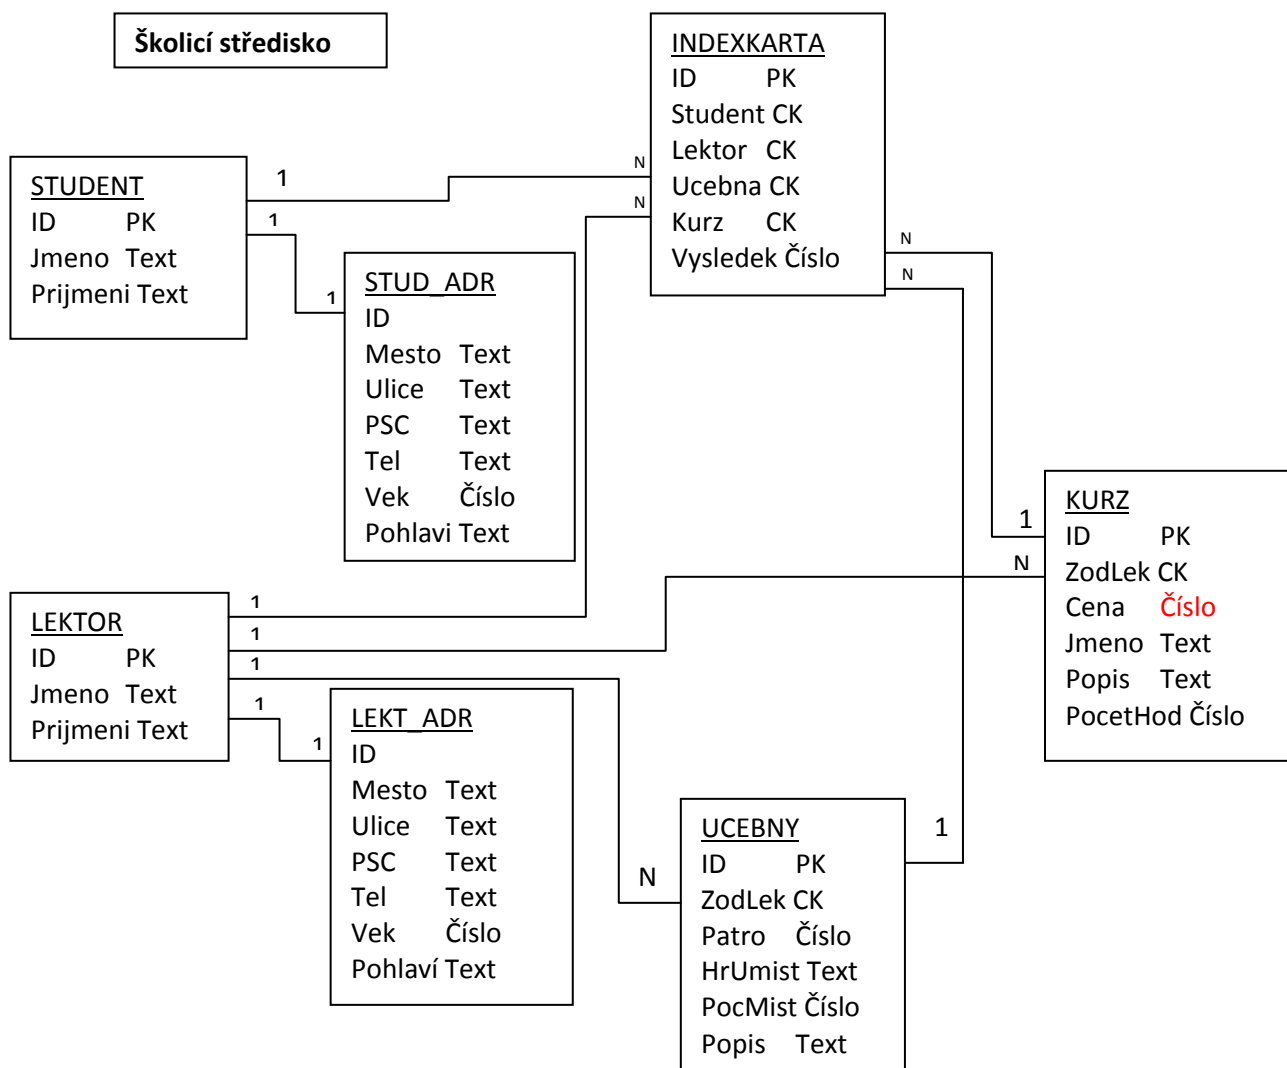 Školicí středisko
INDEXKARTA
ID PK
Student CK
Lektor CK
Ucebna CK
Kurz CK
Vysledek Číslo
STUDENT
ID PK
Jmeno Text
Prijmeni Text
1
N
1
N
1
N
N
STUD_ADR
ID
Mesto Text
Ulice Text
PSC Text
Tel Text
Vek Číslo
Pohlavi Text
KURZ
ID PK
ZodLek CK
Cena Číslo
Jmeno Text
Popis Text
PocetHod Číslo
1
N
LEKTOR
ID PK
Jmeno Text
Prijmeni Text
1
1
1
1
1
LEKT_ADR
ID
Mesto Text
Ulice Text
PSC Text
Tel Text
Vek Číslo
Pohlaví Text
UCEBNY
ID PK
ZodLek CK
Patro Číslo
HrUmist Text
PocMist Číslo
Popis Text
N
1